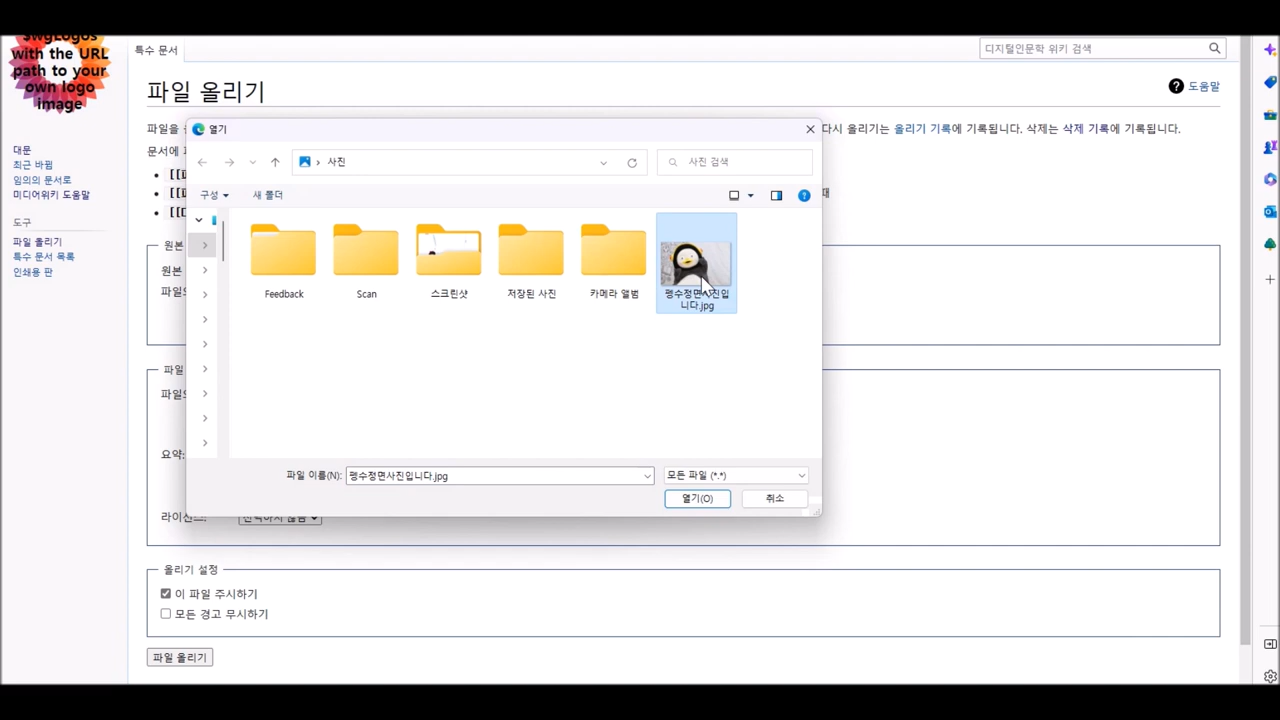 $wgLogos
with the URL
path to your
own logo
image
특수 문서
디지털인문학 위키 검색
파일 올리기
도움말
파일을
다시 올리기는 올리기 기록에 기록됩니다. 삭제는 삭제 기록에 기록됩니다.
문서에
대문
최근 바뀜
임의의 문서로
미디어위키 도움말
도구
파일 올리기
특수 문서 목록
인쇄용 판
열기
사진
사진 검색
구성
새 폴더
Feedback
Scan
스크린샷
저장된 사진
카메라 앨범
펭수정면사진입
니다.jpg
파일 이름(N):
펭수정면사진입니다.jpg
모든 파일 (*.*)
열기(O)
취소
원본
원본
파일
요약:
라이선스:
선택하지 않음
올리기 설정
이 파일 주시하기
모든 경고 무시하기
파일 올리기